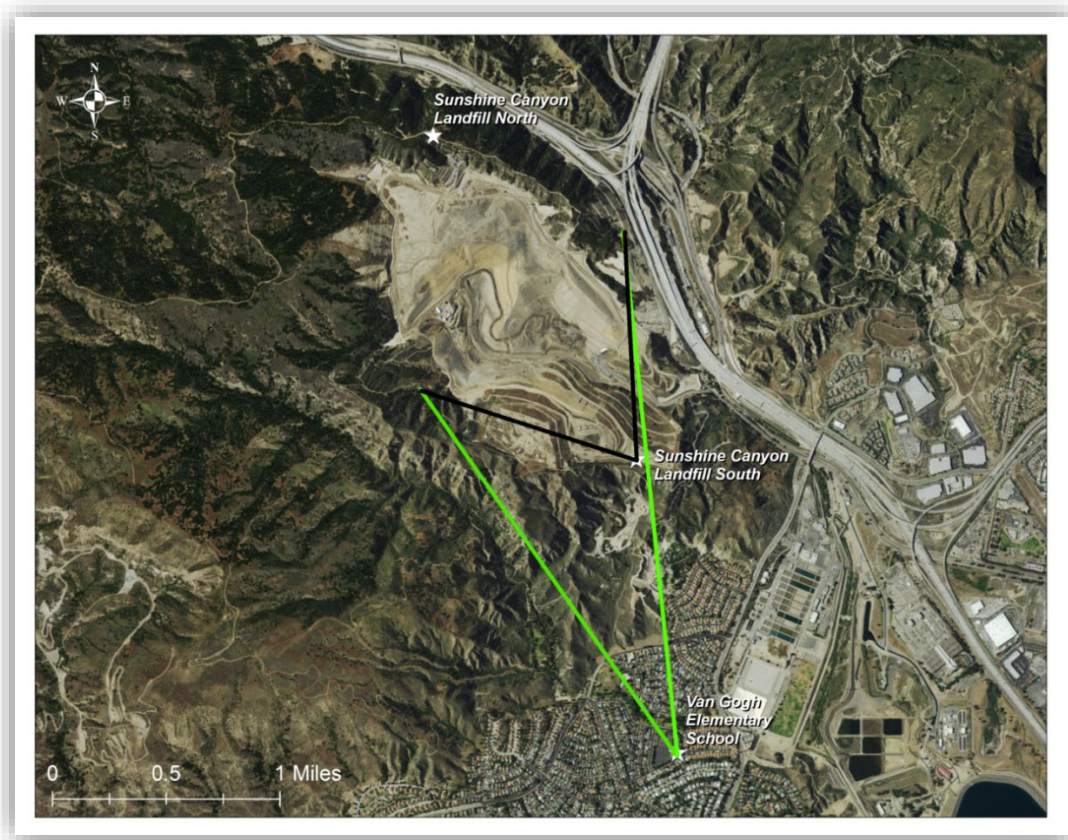 N
W E
S
Sunshine Canyon
Landfill North
Sunshine Canyon
Landfill South
Van Gogh
Elementary
School
0 0.5 1 Miles